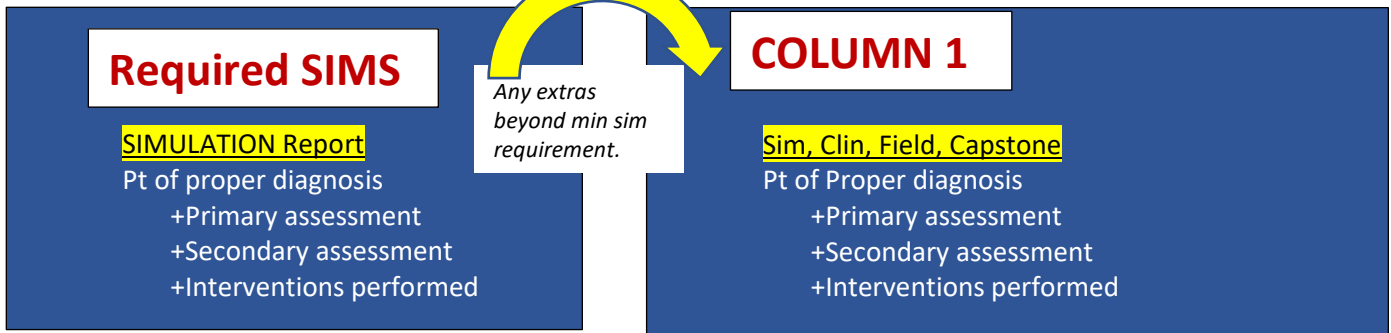 Required SIMS
SIMULATION Report
Pt of proper diagnosis
+Primary assessment
+Secondary assessment
+Interventions performed
Any extras
beyond min sim
requirement.
COLUMN 1
Sim, Clin, Field, Capstone
Pt of Proper diagnosis
+Primary assessment
+Secondary assessment
+Interventions performed